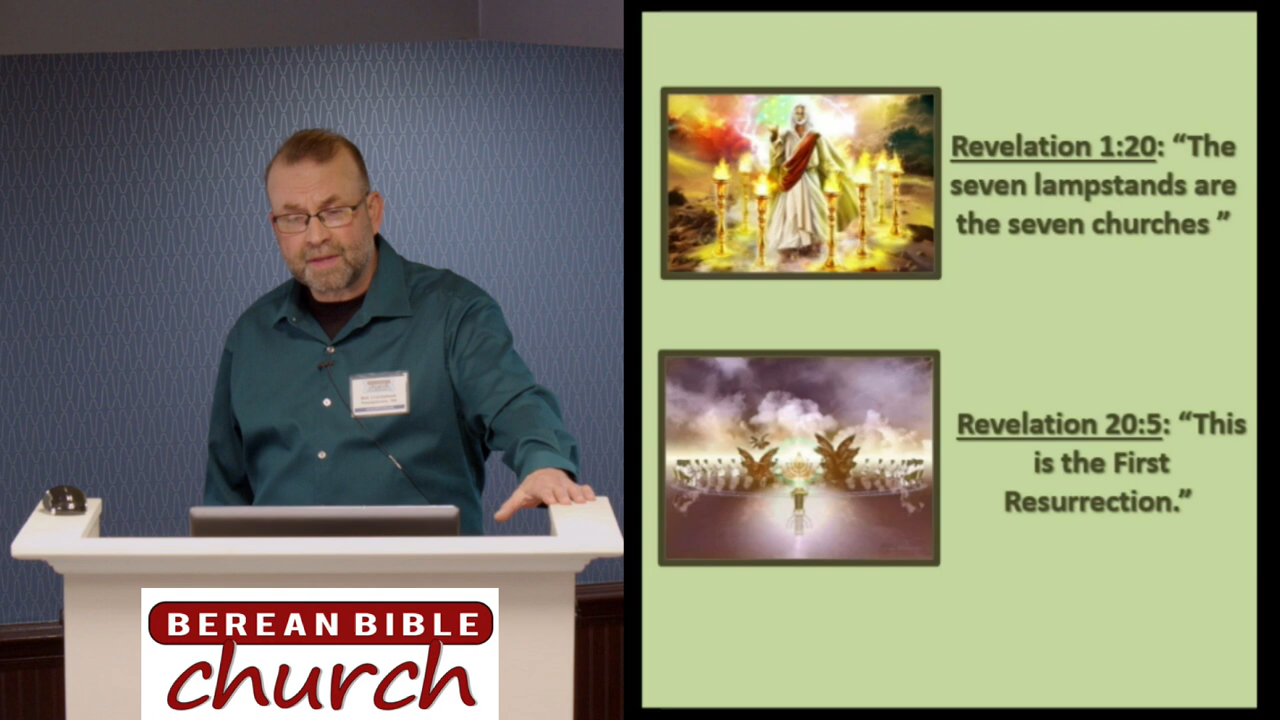 BEREAN BIBLE
church
Revelation 1:20: “The
seven lampstands are
the seven churches ”
Revelation 20:5: “This
is the First
Resurrection.”